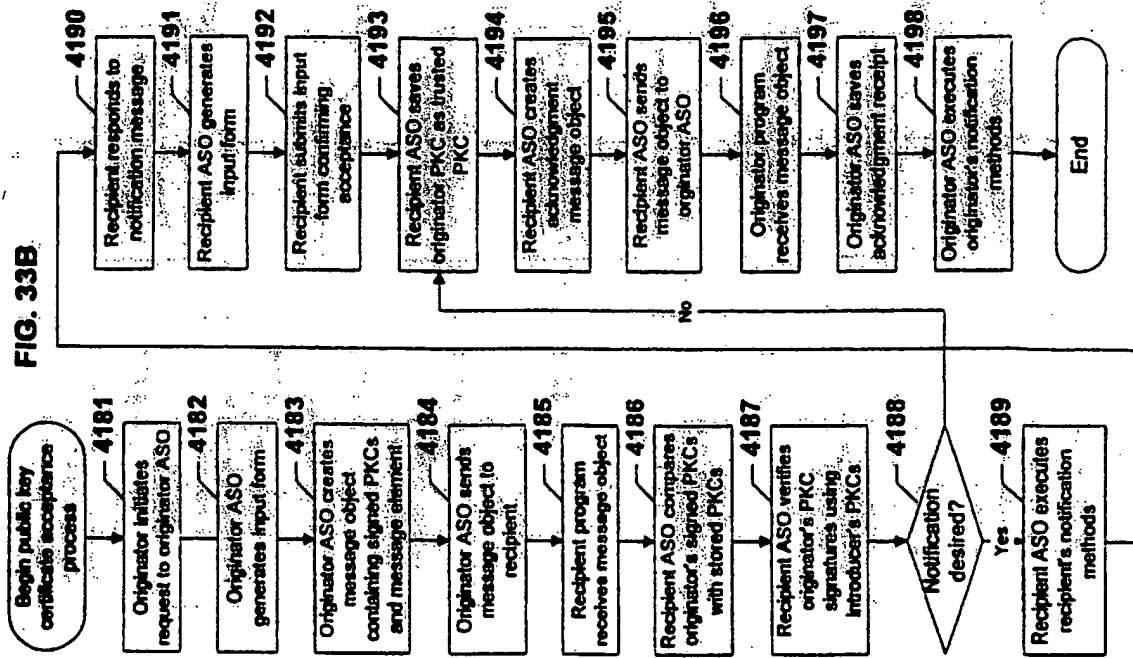 FIG. 33B
Begin public key
certificate acceptance
process
4181
Originator initiates
request to originator ASO
4182
Originator ASO
generates input form
4183
Originator ASO creates
message object
containing signed PKCs
and message element
4184
Originator ASO sends
message object to
recipient
4185
Recipient program
receives message object
4186
Recipient ASO compares
originator's signed PKCs
with stored PKCs
4187
Recipient ASO verifies
originator's PKC
signatures using
introducer's PKCs
4188
Notification
desired?
No
Yes
4189
Recipient ASO executes
recipient's notification
methods
4190
Recipient responds to
notification message
4191
Recipient ASO generates
input form
4192
Recipient submits input
form confirming
acceptance
4193
Recipient ASO saves
originator PKC as trusted
PKC
4194
Recipient ASO creates
acknowledgment
message object
4195
Recipient ASO sends
message object to
orginator ASO
4196
Originator program
receives message object
4197
Originator ASO saves
acknowledgment receipt
4198
Originator ASO executes
originator's notification
methods
End